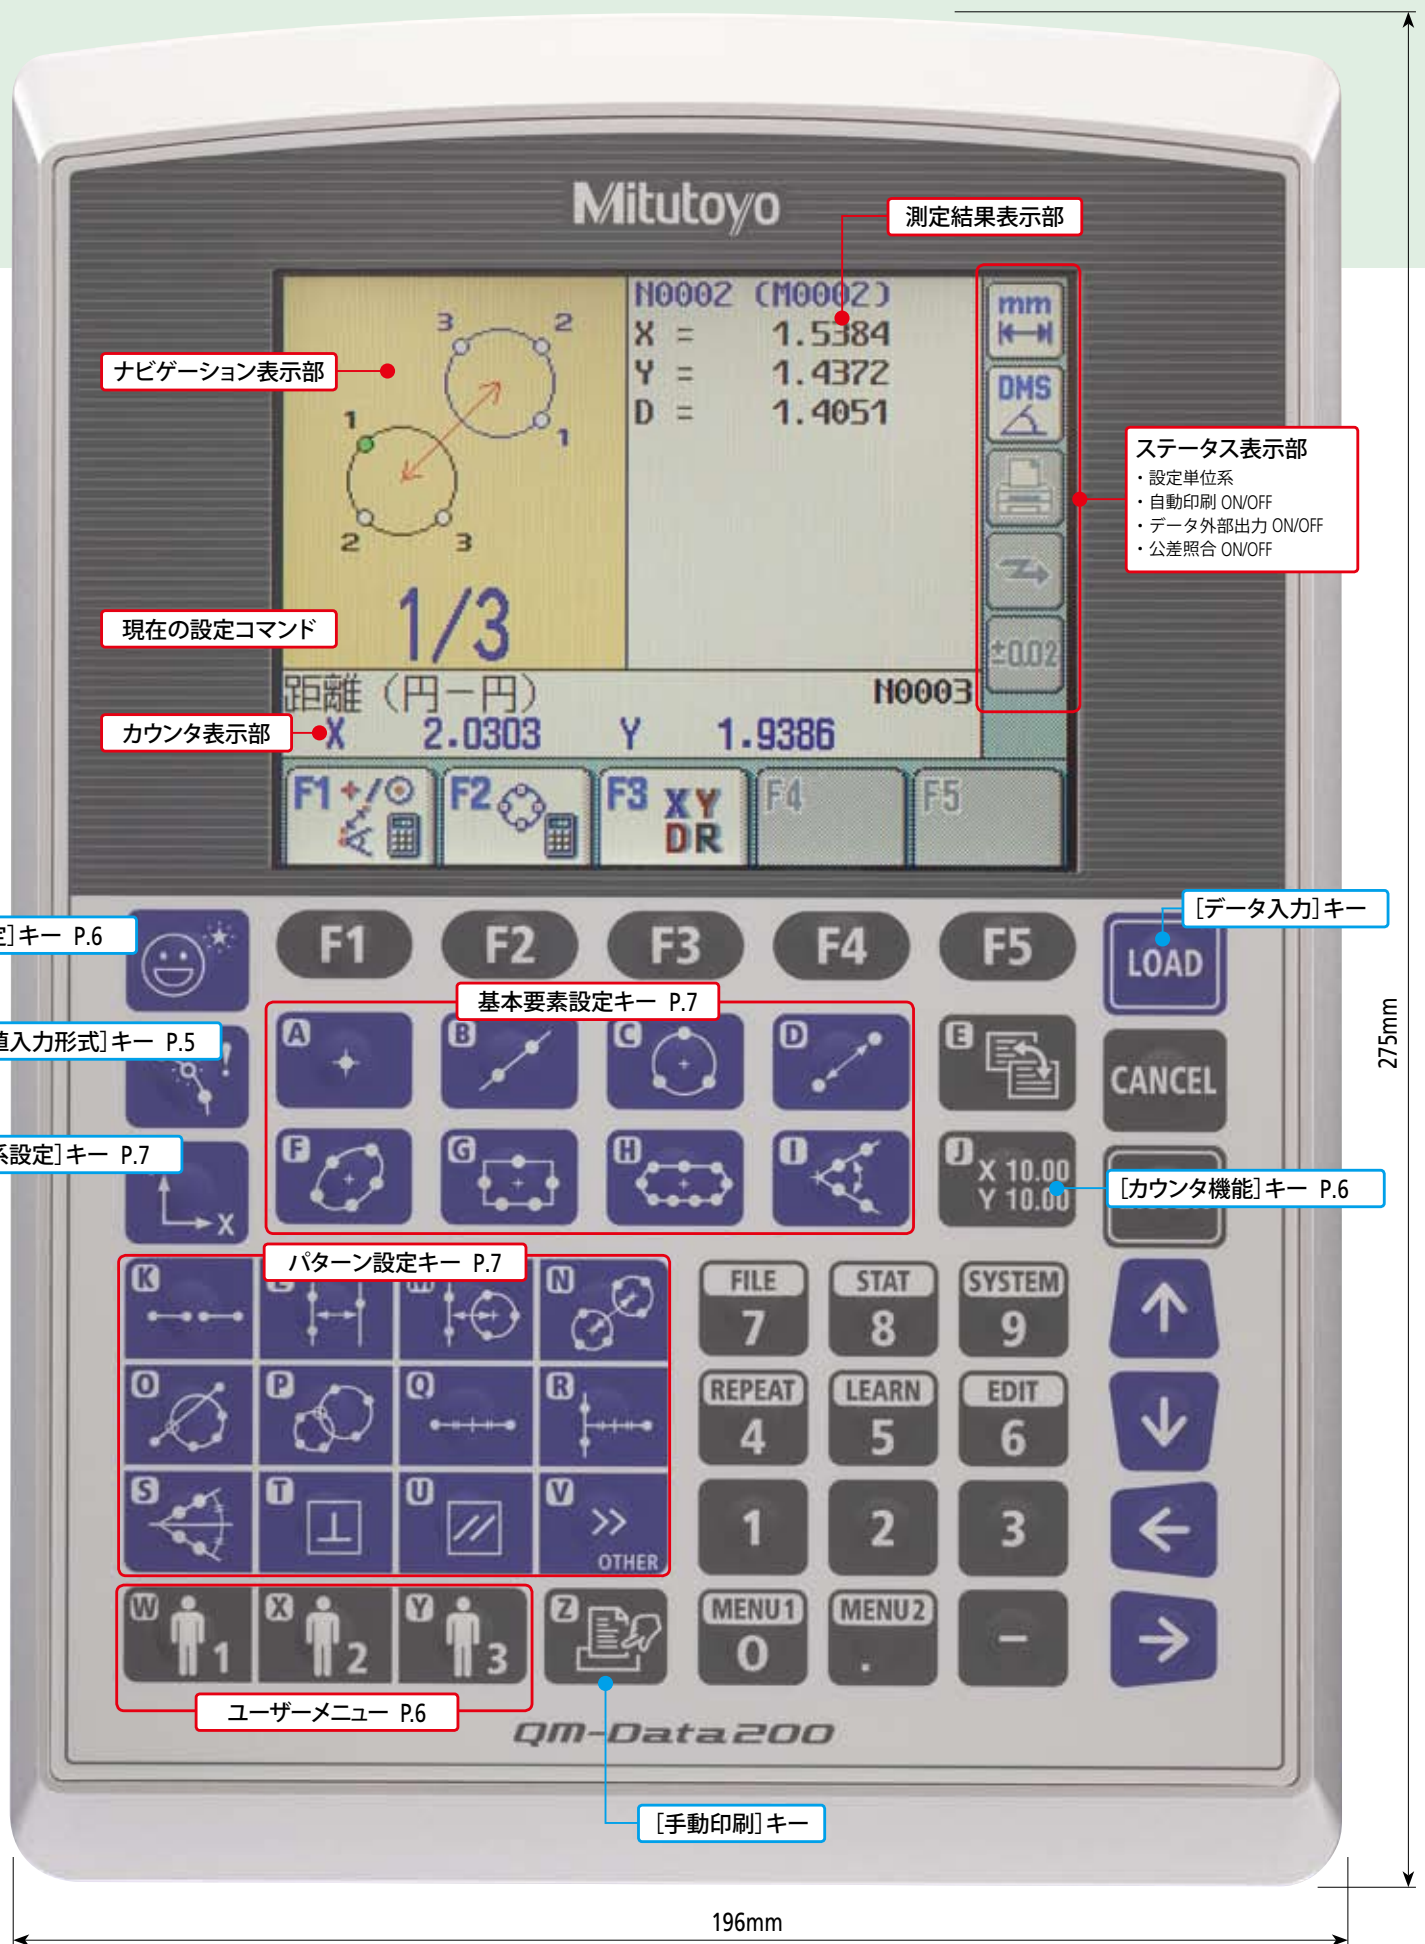 Mitutoyo
測定結果表示部
N0002 (M0002)
X = 1.5384
Y = 1.4372
D = 1.4051
mm
DMS
±0.02
ナビゲーション表示部
3 2
1
1
2 3
1/3
ステータス表示部
・設定単位系
・自動印刷 ON/OFF
・データ外部出力 ON/OFF
・公差照合 ON/OFF
現在の設定コマンド
距離（円－円） N0003
カウンタ表示部
X 2.0303 Y 1.9386
F1 F2 F3 XY F4 F5
DR
定]キー P.6
F1 F2 F3 F4 F5
[データ入力]キー
LOAD
基本要素設定キー P.7
値入力形式]キー P.5
!
A B C D E
CANCEL
系設定]キー P.7
X
F G H I J
X 10.00
Y 10.00
[カウンタ機能]キー P.6
パターン設定キー P.7
K N
O P Q R
S T U V
OTHER
FILE STAT SYSTEM
7 8 9
REPEAT LEARN EDIT
4 5 6
1 2 3
MENU1 MENU2
0 . −
W 1 X 2 Y 3 Z
ユーザーメニュー P.6
QM-Data200
[手動印刷]キー
275mm
196mm